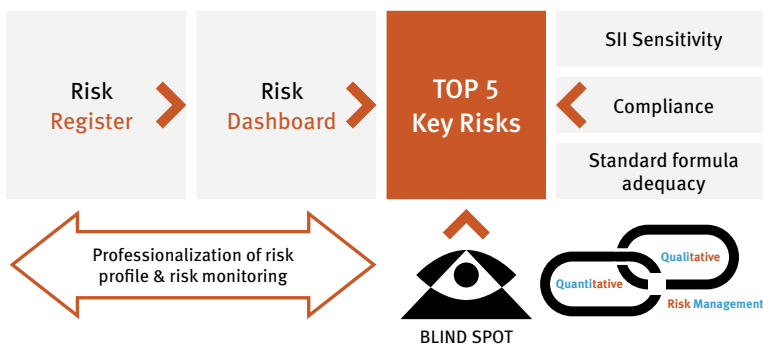 Risk
Register
Risk
Dashboard
TOP 5
Key Risks
SII Sensitivity
Compliance
Standard formula
adequacy
Professionalization of risk
profile & risk monitoring
BLIND SPOT
Qualitative
Quantitative
Risk Management